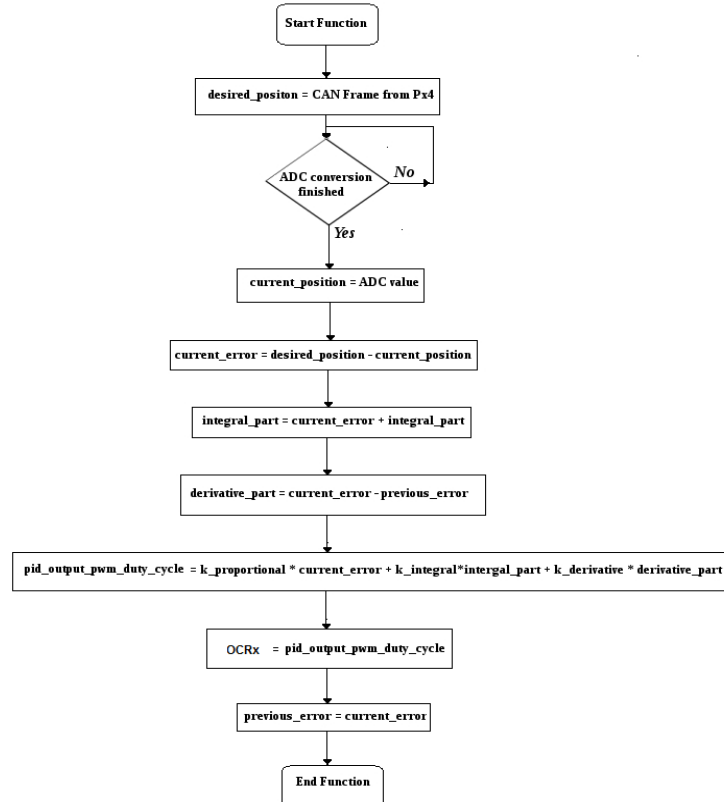 Start Function
desired_positon = CAN Frame from Px4
ADC conversion
finished
No
Yes
current_position = ADC value
current_error = desired_position - current_position
integral_part = current_error + integral_part
derivative_part = current_error - previous_error
pid_output_pwm_duty_cycle = k_proportional * current_error + k_integral*intergal_part + k_derivative * derivative_part
OCRx = pid_output_pwm_duty_cycle
previous_error = current_error
End Function